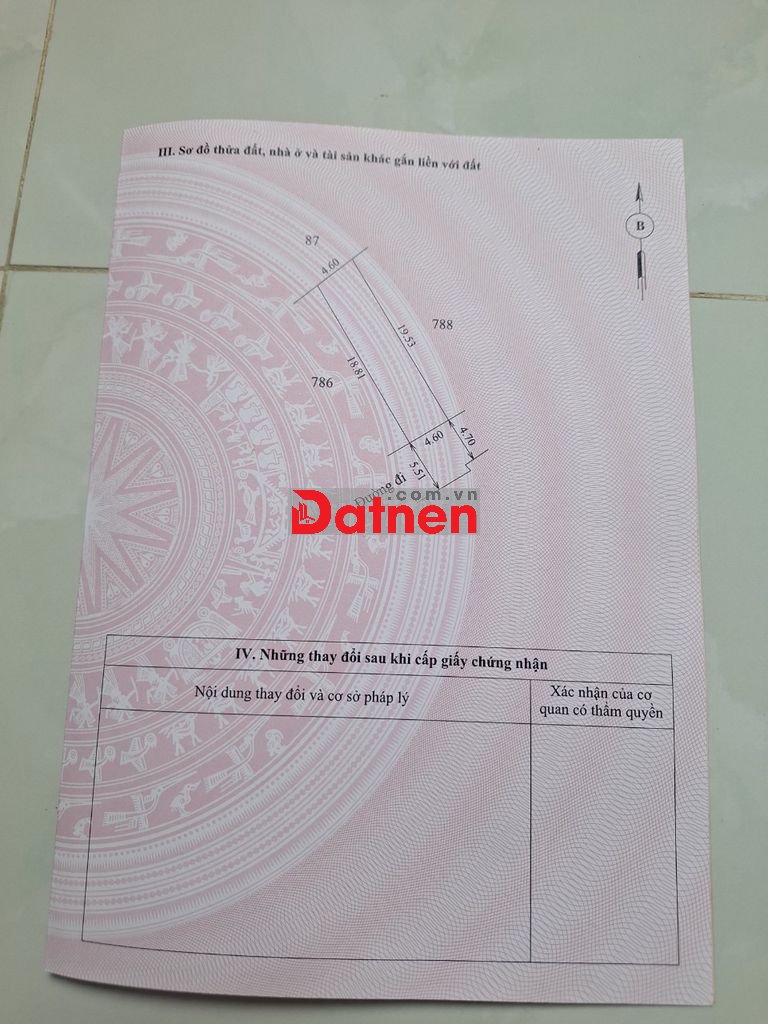 III. Sơ đồ thửa đất, nhà ở và tài sản khác gắn liền với đất
B
87
4.60
788
19.53
18.81
786
4.60
4.70
5.51
Đường đi
.com.vn
Datnen
IV. Những thay đổi sau khi cấp giấy chứng nhận
Nội dung thay đổi và cơ sở pháp lý
Xác nhận của cơ
quan có thẩm quyền